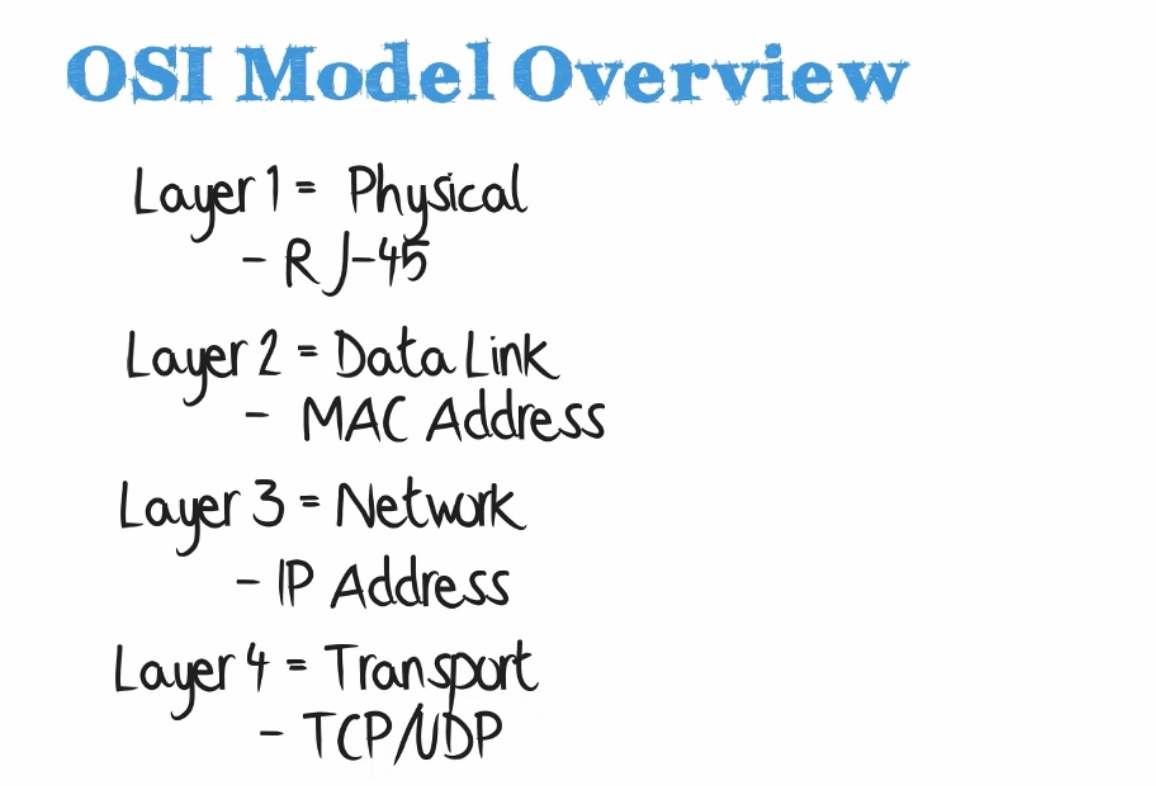 OSI Model Overview
Layer 1 = Physical
- RJ-45
Layer 2 = Data Link
- MAC Address
Layer 3 = Network
- IP Address
Layer 4 = Transport
- TCP/UDP